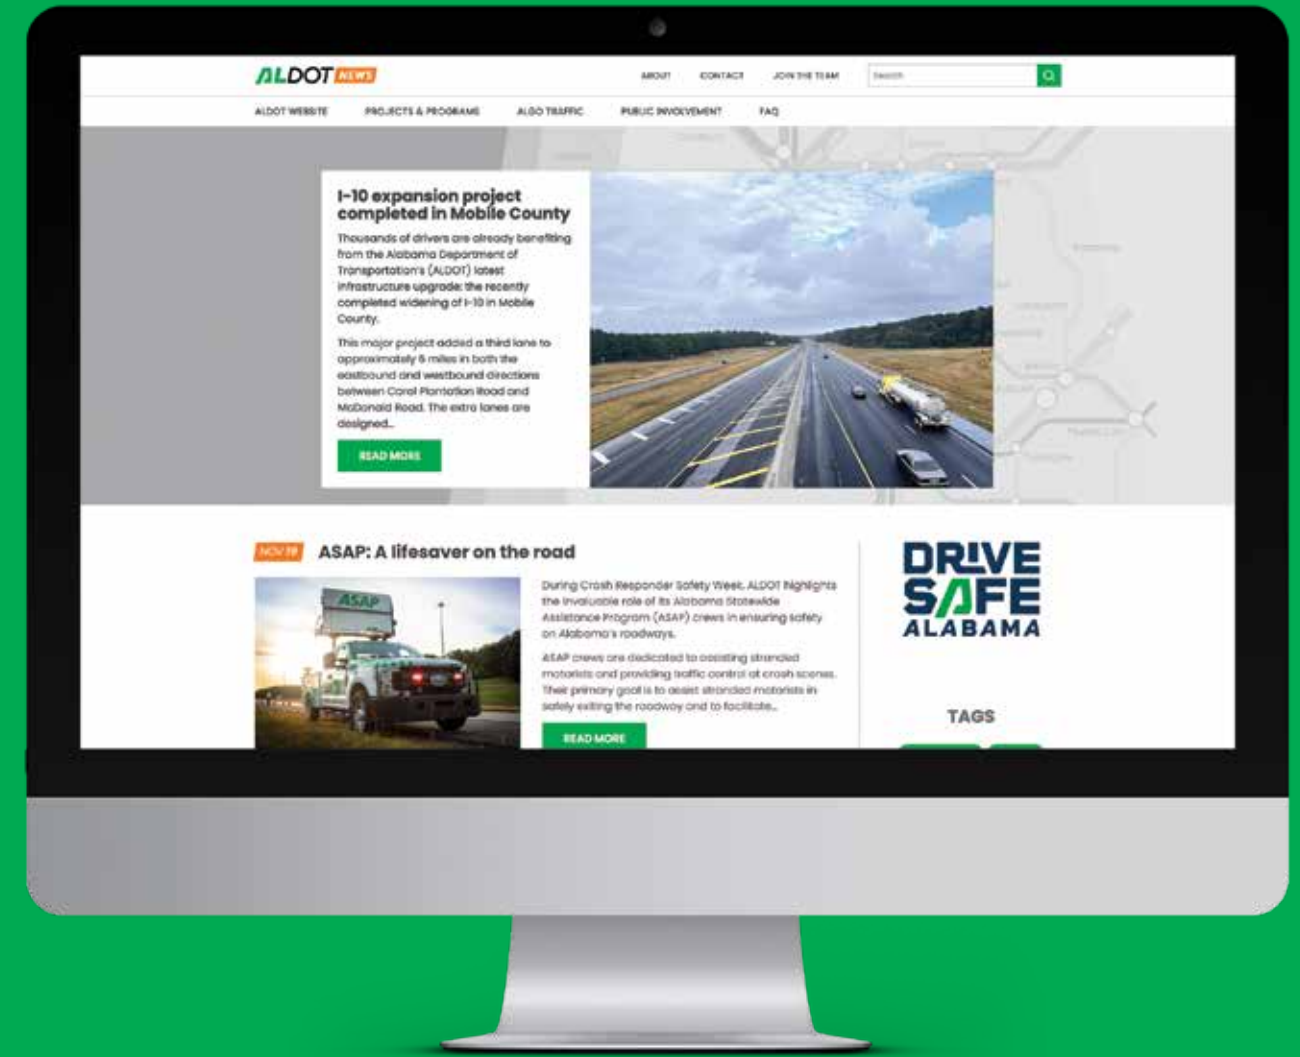 ALDOT NEWS
ABOUT CONTACT JOIN THE TEAM Search
ALDOT WEBSITE PROJECTS & PROGRAMS ALGO TRAFFIC PUBLIC INVOLVEMENT FAQ
I-10 expansion project
completed in Mobile County
Thousands of drivers are already benefiting
from the Alabama Department of
Transportation's (ALDOT) latest
infrastructure upgrade: the recently
completed widening of I-10 in Mobile
County.
This major project added a third lane to
approximately 6 miles in both the
eastbound and westbound directions
between Carol Plantation Road and
McDonald Road. The extra lanes are
designed...
READ MORE
NOV 19 ASAP: A lifesaver on the road
ASAP
During Crash Responder Safety Week, ALDOT highlights
the invaluable role of its Alabama Statewide
Assistance Program (ASAP) crews in ensuring safety
on Alabama's roadways.
ASAP crews are dedicated to assisting stranded
motorists and providing traffic control at crash scenes.
Their primary goal is to assist stranded motorists in
safely exiting the roadway and to facilitate...
READ MORE
DRIVE
SAFE
ALABAMA
TAGS